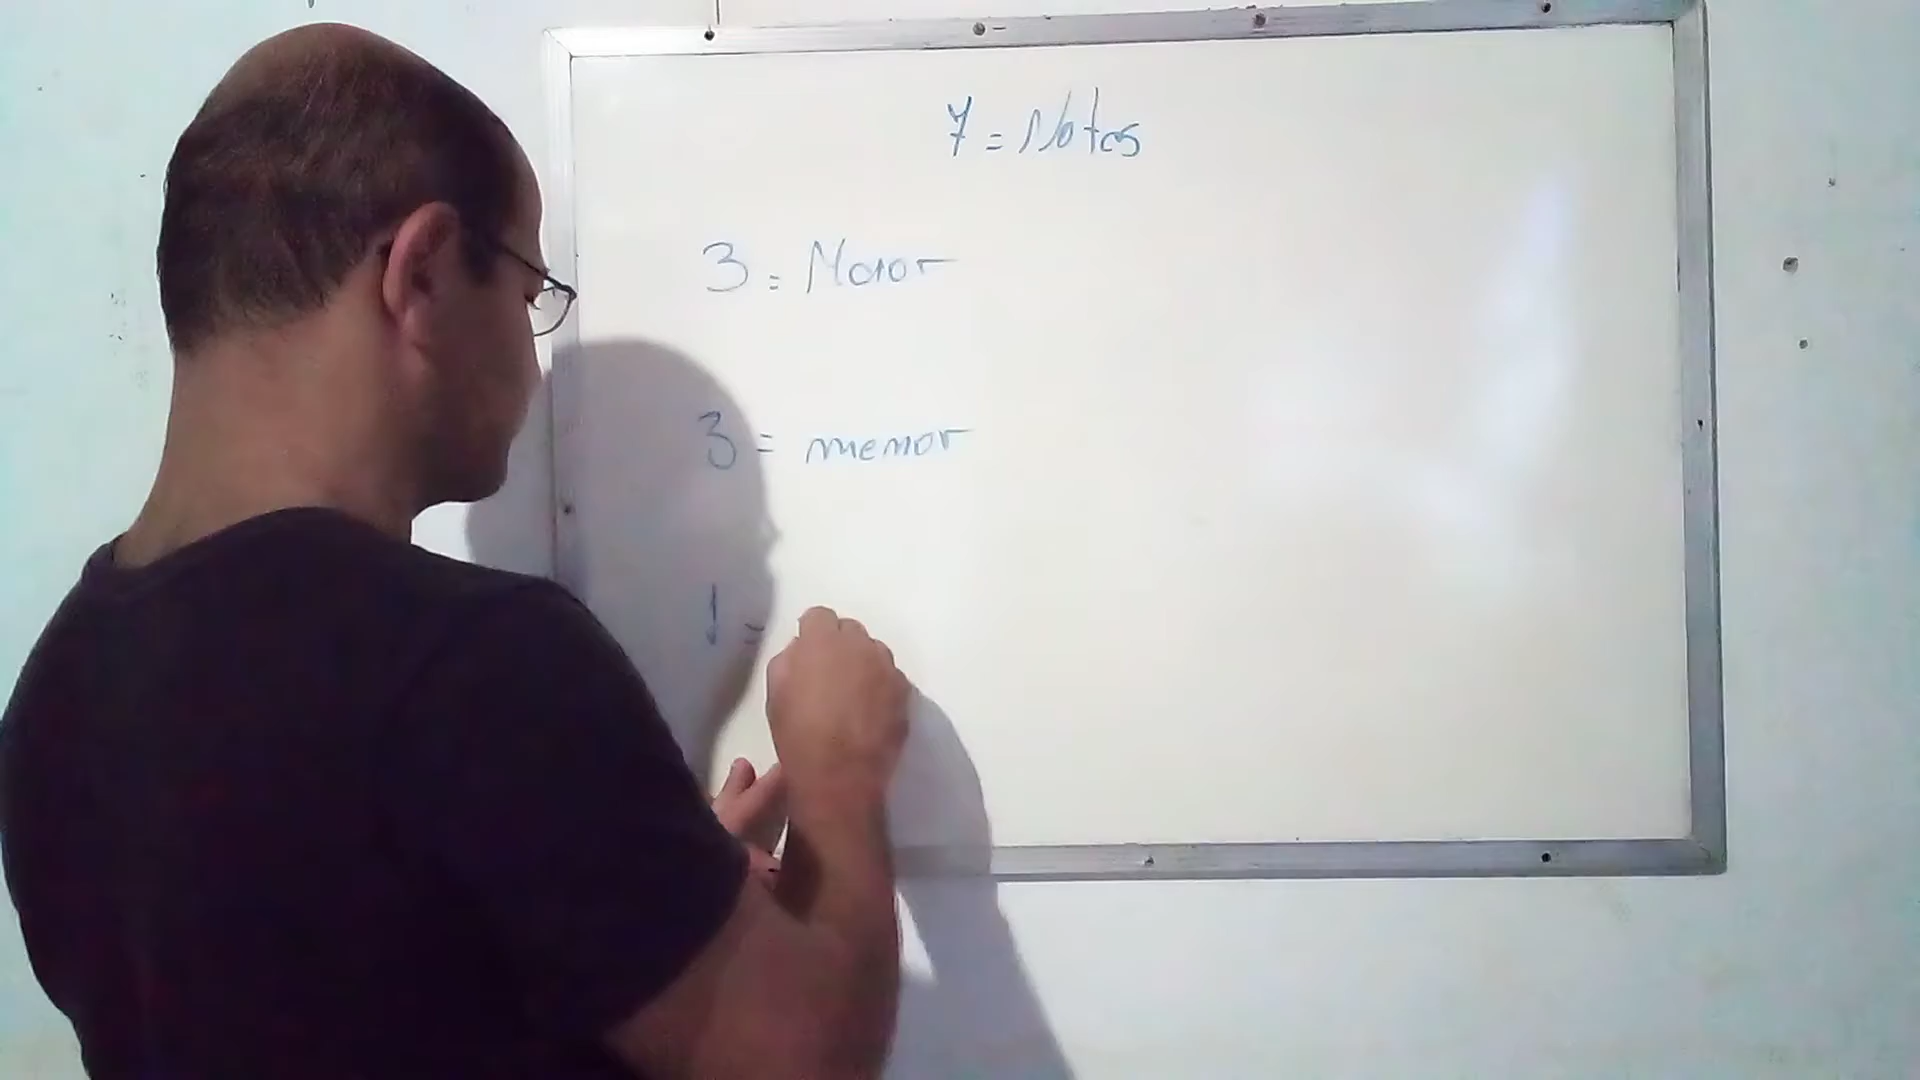 7 = Notas
3 = Maior
3 = menor
1 =